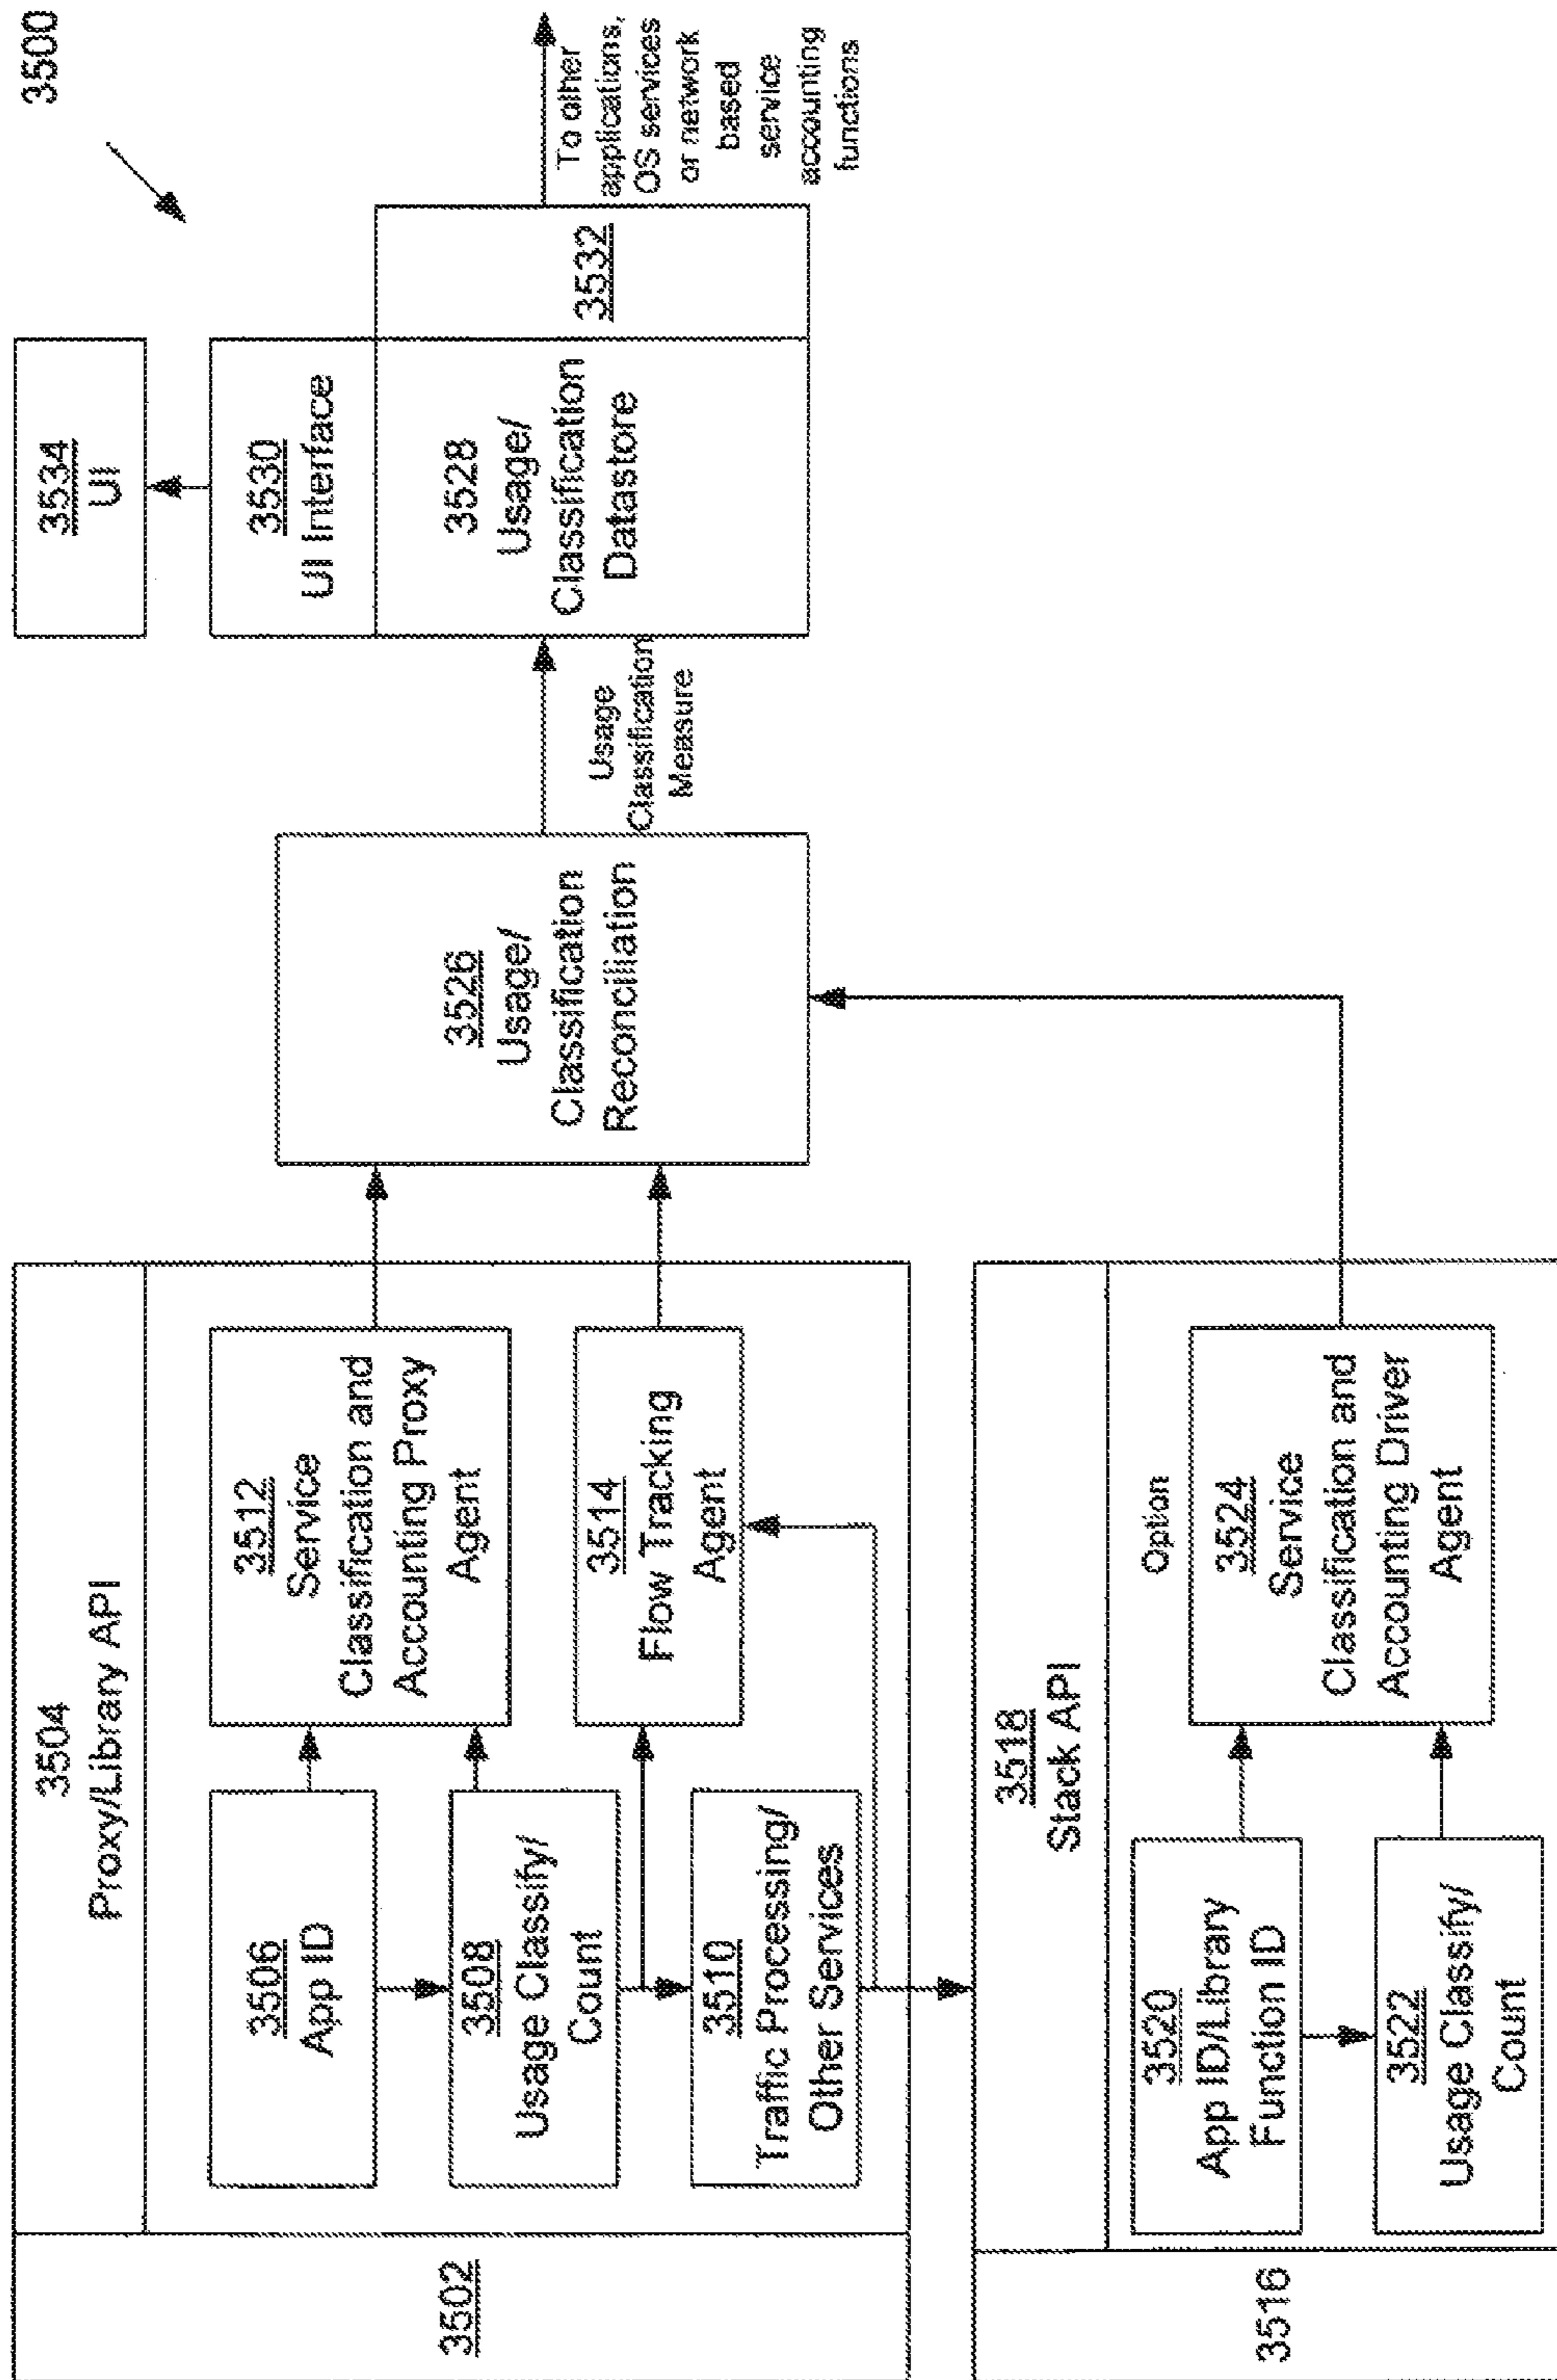 3500
3504
Proxy/Library API
3502
3506
App ID
3508
Usage Classify/
Count
3510
Traffic Processing/
Other Services
3512
Service
Classification and
Accounting Proxy
Agent
3514
Flow Tracking
Agent
3516
3518
Stack API
3520
App ID/Library
Function ID
3522
Usage Classify/
Count
Option
3524
Service
Classification and
Accounting Driver
Agent
3526
Usage/
Classification
Reconciliation
Usage
Classification
Measure
3534
UI
3530
UI Interface
3528
Usage/
Classification
Datastore
3532
To other
applications,
OS services
or network
based
service
accounting
functions